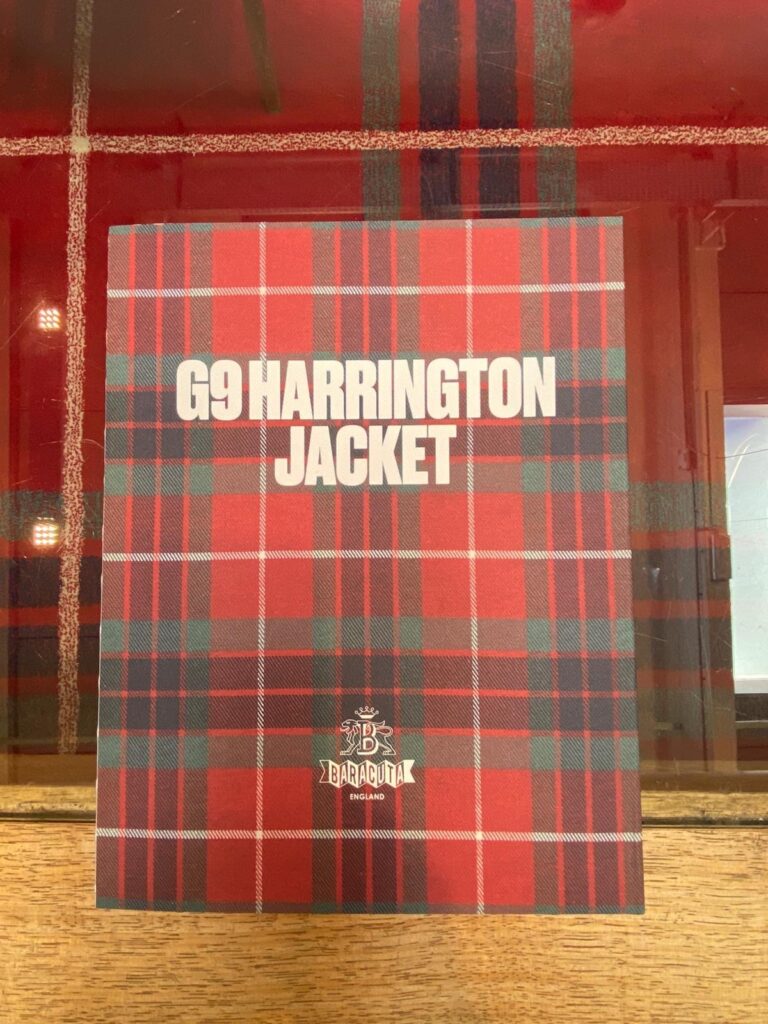 G9 HARRINGTON
JACKET
B
BARACUTA
ENGLAND